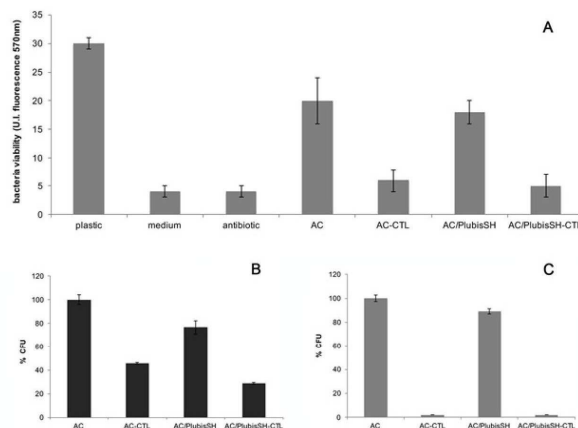 A
bacteria viability (U.I. fluorescence 570nm)
35
30
25
20
15
10
5
0
plastic medium antibiotic AC AC-CTL AC/PlubisSH AC/PlubisSH-CTL
B
% CFU
120
100
80
60
40
20
0
AC AC-CTL AC/PlubisSH AC/PlubisSH-CTL
C
% CFU
120
100
80
60
40
20
0
AC AC-CTL AC/PlubisSH AC/PlubisSH-CTL